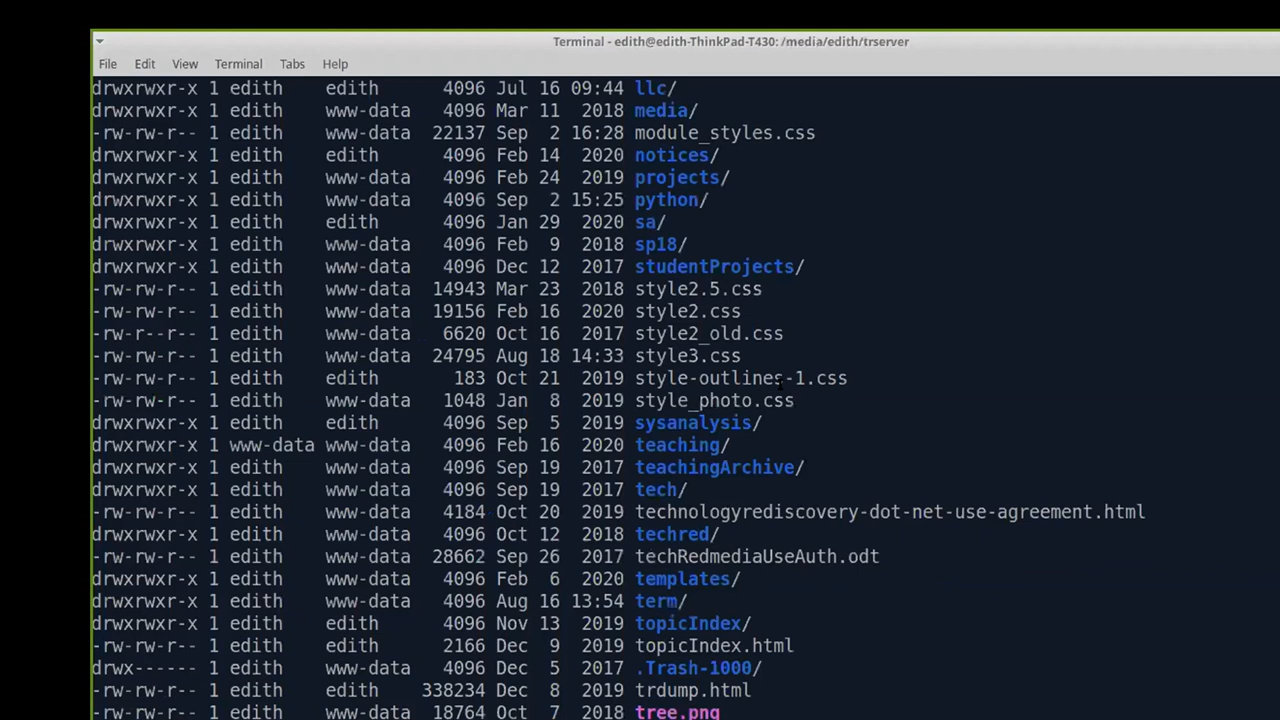 Terminal - edith@edith-ThinkPad-T430: /media/edith/trserver
File Edit View Terminal Tabs Help
drwxrwxr-x 1 edith edith 4096 Jul 16 09:44 llc/
drwxrwxr-x 1 edith www-data 4096 Mar 11 2018 media/
-rw-rw-r-- 1 edith www-data 22137 Sep 2 16:28 module_styles.css
drwxrwxr-x 1 edith edith 4096 Feb 14 2020 notices/
drwxrwxr-x 1 edith www-data 4096 Feb 24 2019 projects/
drwxrwxr-x 1 edith www-data 4096 Sep 2 15:25 python/
drwxrwxr-x 1 edith edith 4096 Jan 29 2020 sa/
drwxrwxr-x 1 edith www-data 4096 Feb 9 2018 sp18/
drwxrwxr-x 1 edith www-data 4096 Dec 12 2017 studentProjects/
-rw-rw-r-- 1 edith www-data 14943 Mar 23 2018 style2.5.css
-rw-rw-r-- 1 edith www-data 19156 Feb 16 2020 style2.css
-rw-r--r-- 1 edith www-data 6620 Oct 16 2017 style2_old.css
-rw-rw-r-- 1 edith www-data 24795 Aug 18 14:33 style3.css
-rw-rw-r-- 1 edith edith 183 Oct 21 2019 style-outlines-1.css
-rw-rw-r-- 1 edith www-data 1048 Jan 8 2019 style_photo.css
drwxrwxr-x 1 edith www-data 4096 Sep 5 2019 sysanalysis/
drwxrwxr-x 1 www-data www-data 4096 Feb 16 2020 teaching/
drwxrwxr-x 1 edith www-data 4096 Sep 19 2017 teachingArchive/
drwxrwxr-x 1 edith www-data 4096 Sep 19 2017 tech/
-rw-rw-r-- 1 edith www-data 4184 Oct 20 2019 technologyrediscovery-dot-net-use-agreement.html
drwxrwxr-x 1 edith www-data 4096 Oct 12 2018 techred/
-rw-rw-r-- 1 edith www-data 28662 Sep 26 2017 techRedmediaUseAuth.odt
drwxrwxr-x 1 edith www-data 4096 Feb 6 2020 templates/
drwxrwxr-x 1 edith www-data 4096 Aug 16 13:54 term/
drwxrwxr-x 1 edith www-data 4096 Nov 13 2019 topicIndex/
-rw-rw-r-- 1 edith www-data 2166 Dec 9 2019 topicIndex.html
drwx------ 1 edith www-data 4096 Dec 5 2017 .Trash-1000/
-rw-rw-r-- 1 edith edith 338234 Dec 8 2019 trdump.html
-rw-rw-r-- 1 edith www-data 18764 Oct 7 2018 tree.png